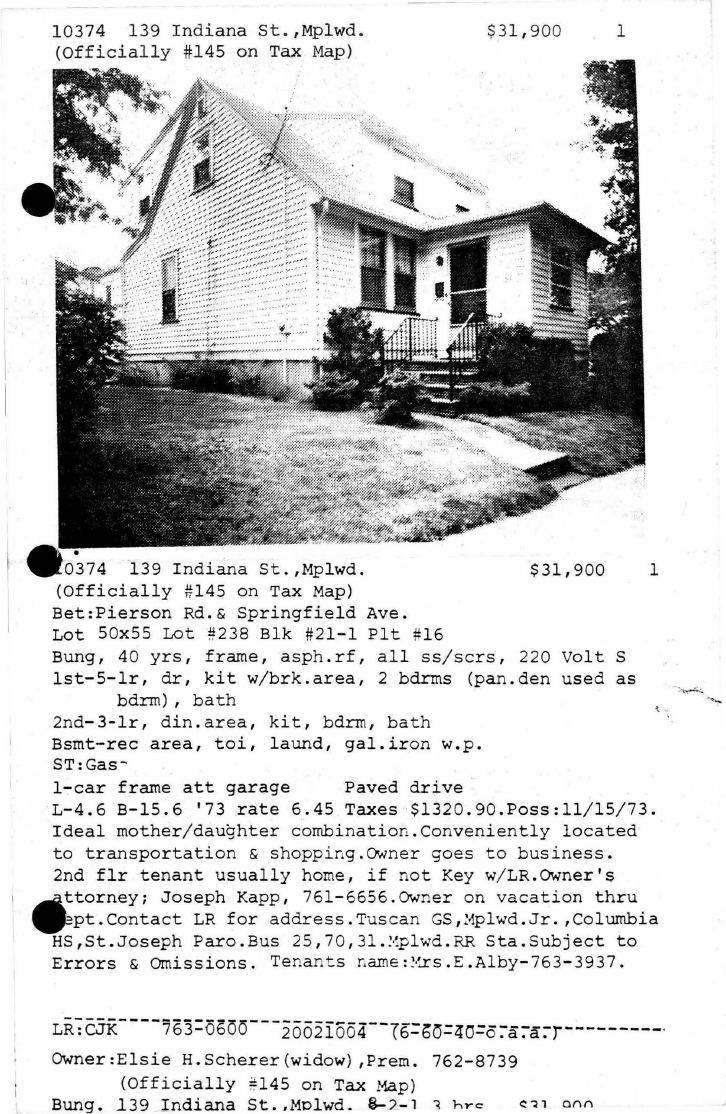 10374 139 Indiana St.,Mplwd. $31,900 1
(Officially #145 on Tax Map)
10374 139 Indiana St.,Mplwd. $31,900 1
(Officially #145 on Tax Map)
Bet:Pierson Rd.& Springfield Ave.
Lot 50x55 Lot #238 Blk #21-1 Plt #16
Bung, 40 yrs, frame, asph.rf, all ss/scrs, 220 Volt S
1st-5-lr, dr, kit w/brk.area, 2 bdrms (pan.den used as
bdrm), bath
2nd-3-lr, din.area, kit, bdrm, bath
Bsmt-rec area, toi, laund, gal.iron w.p.
ST:Gas
1-car frame att garage Paved drive
L-4.6 B-15.6 '73 rate 6.45 Taxes $1320.90.Poss:11/15/73.
Ideal mother/daughter combination.Conveniently located
to transportation & shopping.Owner goes to business.
2nd flr tenant usually home, if not Key w/LR.Owner's
attorney; Joseph Kapp, 761-6656.Owner on vacation thru
Sept.Contact LR for address.Tuscan GS,Mplwd.Jr.,Columbia
HS,St.Joseph Paro.Bus 25,70,31.Mplwd.RR Sta.Subject to
Errors & Omissions. Tenants name:Mrs.E.Alby-763-3937.
LR:CJK 763-0600 20021004 (6-60-40-o.a.a.)
Owner:Elsie H.Scherer(widow),Prem. 762-8739
(Officially #145 on Tax Map)
Bung. 139 Indiana St.,Mplwd. 8-2-1 3 brs $31,900